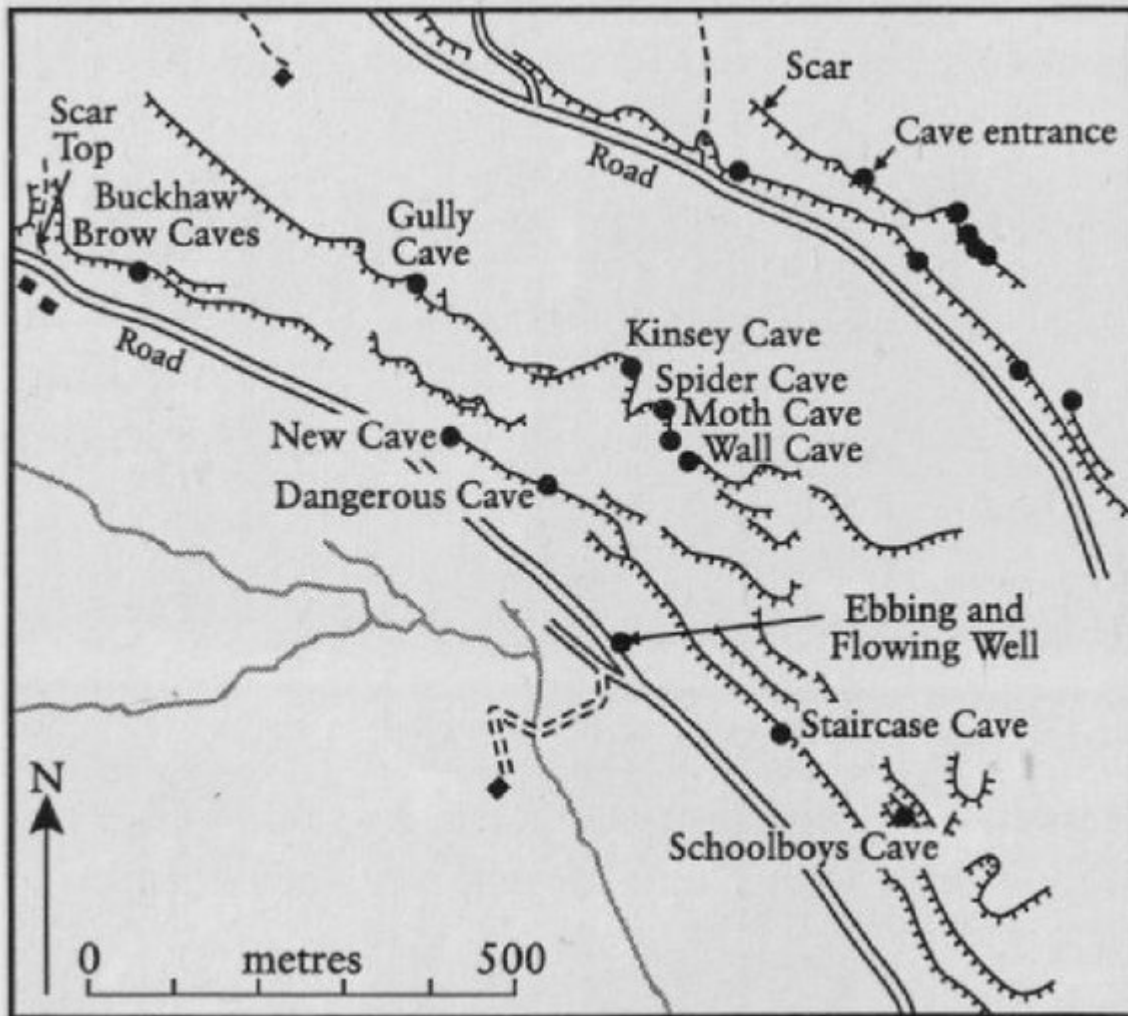 Scar
Scar
Top
Cave entrance
Road
Buckhaw
Brow Caves
Gully
Cave
Road
Kinsey Cave
Spider Cave
Moth Cave
Wall Cave
New Cave
Dangerous Cave
Ebbing and
Flowing Well
Staircase Cave
N
Schoolboys Cave
0 metres 500